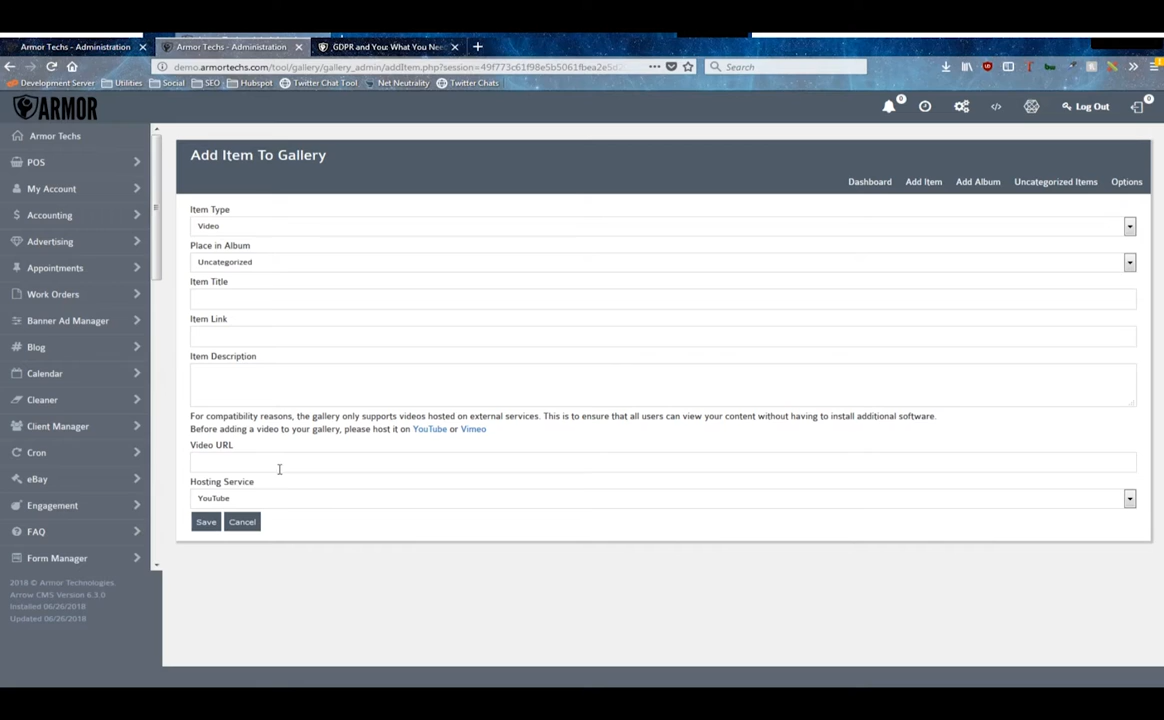 Armor Techs - Administration
Armor Techs - Administration
GDPR and You: What You Nee
demo.armortechs.com/tool/gallery/gallery_admin/addItem.php?session=49f773c61f98e5b5061fbea2e5d
Search
Development Server
Utilities
Social
SEO
Hubspot
Twitter Chat Tool
Net Neutrality
Twitter Chats
ARMOR
0
Log Out
0
Armor Techs
POS
My Account
Accounting
Advertising
Appointments
Work Orders
Banner Ad Manager
Blog
Calendar
Cleaner
Client Manager
Cron
eBay
Engagement
FAQ
Form Manager
2018 © Armor Technologies.
Arrow CMS Version 6.3.0
Installed 06/26/2018
Updated 06/26/2018
Add Item To Gallery
Dashboard
Add Item
Add Album
Uncategorized Items
Options
Item Type
Video
Place in Album
Uncategorized
Item Title
Item Link
Item Description
For compatibility reasons, the gallery only supports videos hosted on external services. This is to ensure that all users can view your content without having to install additional software.
Before adding a video to your gallery, please host it on YouTube or Vimeo
Video URL
Hosting Service
YouTube
Save
Cancel